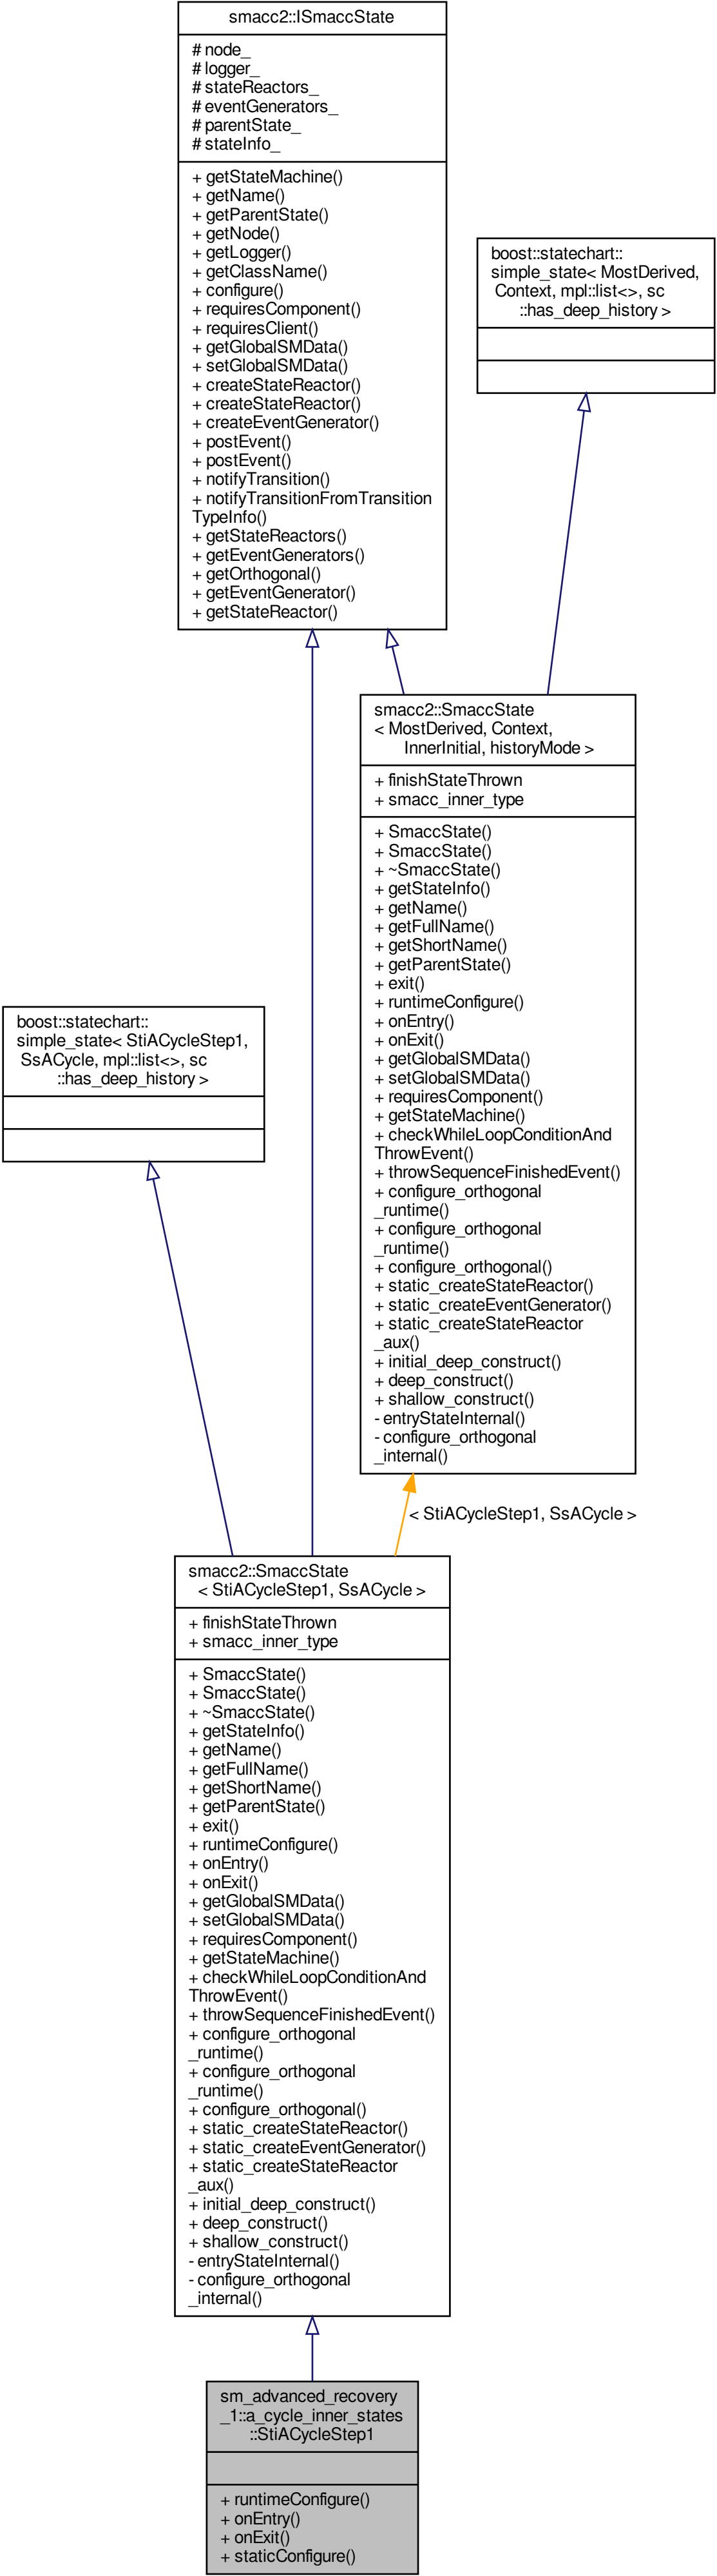 smacc2::ISmaccState
# node_
# logger_
# stateReactors_
# eventGenerators_
# parentState_
# stateInfo_
+ getStateMachine()
+ getName()
+ getParentState()
+ getNode()
+ getLogger()
+ getClassName()
+ configure()
+ requiresComponent()
+ requiresClient()
+ getGlobalSMData()
+ setGlobalSMData()
+ createStateReactor()
+ createStateReactor()
+ createEventGenerator()
+ postEvent()
+ postEvent()
+ notifyTransition()
+ notifyTransitionFromTransition
TypeInfo()
+ getStateReactors()
+ getEventGenerators()
+ getOrthogonal()
+ getEventGenerator()
+ getStateReactor()
boost::statechart::
simple_state< MostDerived,
Context, mpl::list<>, sc
::has_deep_history >
smacc2::SmaccState
< MostDerived, Context,
InnerInitial, historyMode >
+ finishStateThrown
+ smacc_inner_type
+ SmaccState()
+ SmaccState()
+ ~SmaccState()
+ getStateInfo()
+ getName()
+ getFullName()
+ getShortName()
+ getParentState()
+ exit()
+ runtimeConfigure()
+ onEntry()
+ onExit()
+ getGlobalSMData()
+ setGlobalSMData()
+ requiresComponent()
+ getStateMachine()
+ checkWhileLoopConditionAnd
ThrowEvent()
+ throwSequenceFinishedEvent()
+ configure_orthogonal
_runtime()
+ configure_orthogonal
_runtime()
+ configure_orthogonal()
+ static_createStateReactor()
+ static_createEventGenerator()
+ static_createStateReactor
_aux()
+ initial_deep_construct()
+ deep_construct()
+ shallow_construct()
- entryStateInternal()
- configure_orthogonal
_internal()
boost::statechart::
simple_state< StiACycleStep1,
SsACycle, mpl::list<>, sc
::has_deep_history >
< StiACycleStep1, SsACycle >
smacc2::SmaccState
< StiACycleStep1, SsACycle >
+ finishStateThrown
+ smacc_inner_type
+ SmaccState()
+ SmaccState()
+ ~SmaccState()
+ getStateInfo()
+ getName()
+ getFullName()
+ getShortName()
+ getParentState()
+ exit()
+ runtimeConfigure()
+ onEntry()
+ onExit()
+ getGlobalSMData()
+ setGlobalSMData()
+ requiresComponent()
+ getStateMachine()
+ checkWhileLoopConditionAnd
ThrowEvent()
+ throwSequenceFinishedEvent()
+ configure_orthogonal
_runtime()
+ configure_orthogonal
_runtime()
+ configure_orthogonal()
+ static_createStateReactor()
+ static_createEventGenerator()
+ static_createStateReactor
_aux()
+ initial_deep_construct()
+ deep_construct()
+ shallow_construct()
- entryStateInternal()
- configure_orthogonal
_internal()
sm_advanced_recovery
_1::a_cycle_inner_states
::StiACycleStep1
+ runtimeConfigure()
+ onEntry()
+ onExit()
+ staticConfigure()